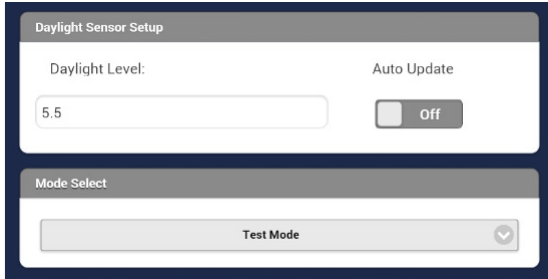 Daylight Sensor Setup
Daylight Level: Auto Update
5.5 Off
Mode Select
Test Mode